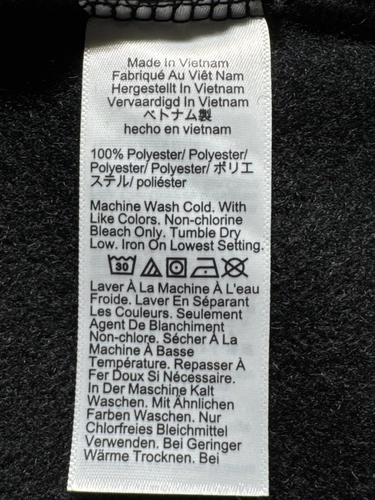 Made In Vietnam
Fabriqué Au Viêt Nam
Hergestellt In Vietnam
Vervaardigd In Vietnam
ベトナム製
hecho en vietnam
100% Polyester/ Polyester/
Polyester/ Polyester/ ポリエ
ステル/ poliéster
Machine Wash Cold. With
Like Colors. Non-chlorine
Bleach Only. Tumble Dry
Low. Iron On Lowest Setting.
30
Laver À La Machine À L'eau
Froide. Laver En Séparant
Les Couleurs. Seulement
Agent De Blanchiment
Non-chlore. Sécher À La
Machine À Basse
Température. Repasser À
Fer Doux Si Nécessaire.
In Der Maschine Kalt
Waschen. Mit Ähnlichen
Farben Waschen. Nur
Chlorfreies Bleichmittel
Verwenden. Bei Geringer
Wärme Trocknen. Bei